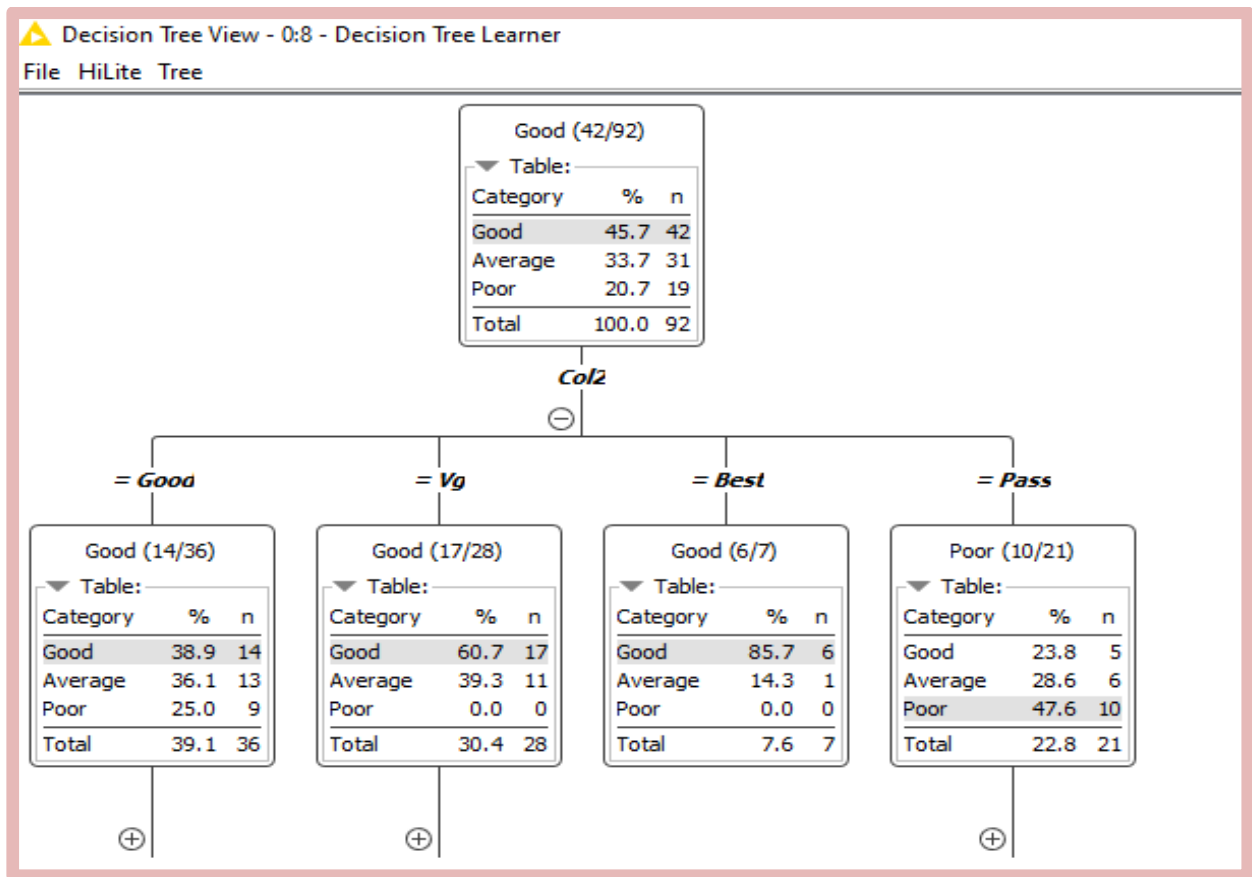 Decision Tree View - 0:8 - Decision Tree Learner
File HiLite Tree
Good (42/92)
Table:
Category % n
Good 45.7 42
Average 33.7 31
Poor 20.7 19
Total 100.0 92
Col2
= Good
= Vg
= Best
= Pass
Good (14/36)
Table:
Category % n
Good 38.9 14
Average 36.1 13
Poor 25.0 9
Total 39.1 36
Good (17/28)
Table:
Category % n
Good 60.7 17
Average 39.3 11
Poor 0.0 0
Total 30.4 28
Good (6/7)
Table:
Category % n
Good 85.7 6
Average 14.3 1
Poor 0.0 0
Total 7.6 7
Poor (10/21)
Table:
Category % n
Good 23.8 5
Average 28.6 6
Poor 47.6 10
Total 22.8 21